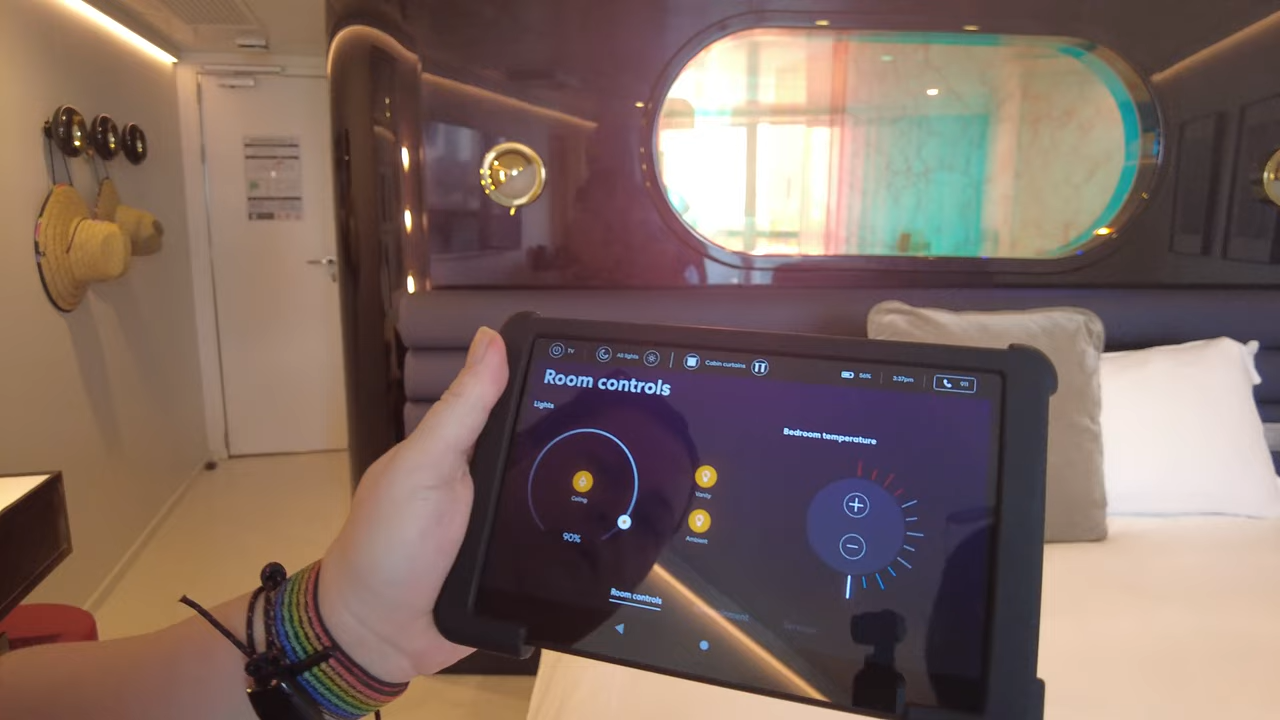 TV
All lights
Cabin curtains
56%
3:37pm
911
Room controls
Lights
Bedroom temperature
Ceiling
Vanity
Ambient
90%
Room controls